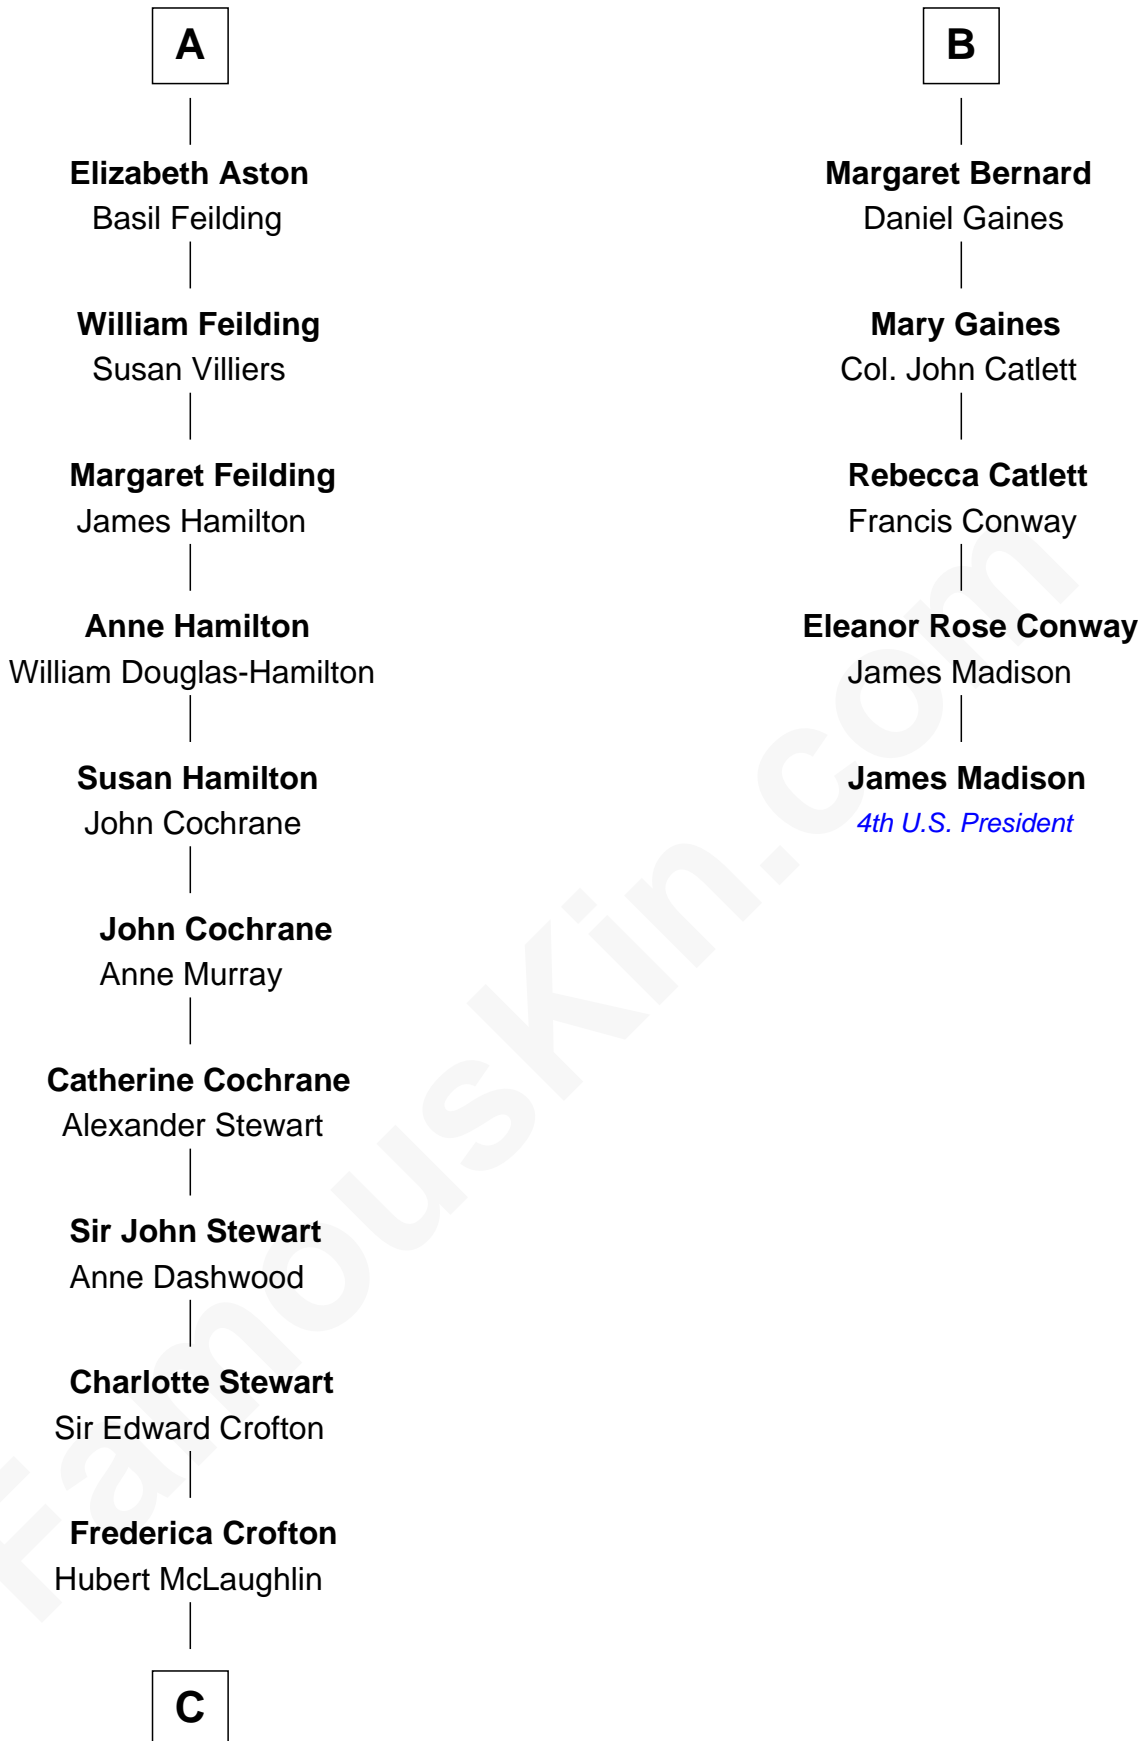 A
Elizabeth Aston
Basil Feilding
William Feilding
Susan Villiers
Margaret Feilding
James Hamilton
Anne Hamilton
William Douglas-Hamilton
Susan Hamilton
John Cochrane
John Cochrane
Anne Murray
Catherine Cochrane
Alexander Stewart
Sir John Stewart
Anne Dashwood
Charlotte Stewart
Sir Edward Crofton
Frederica Crofton
Hubert McLaughlin
C
B
Margaret Bernard
Daniel Gaines
Mary Gaines
Col. John Catlett
Rebecca Catlett
Francis Conway
Eleanor Rose Conway
James Madison
James Madison
4th U.S. President
FamousKin.com